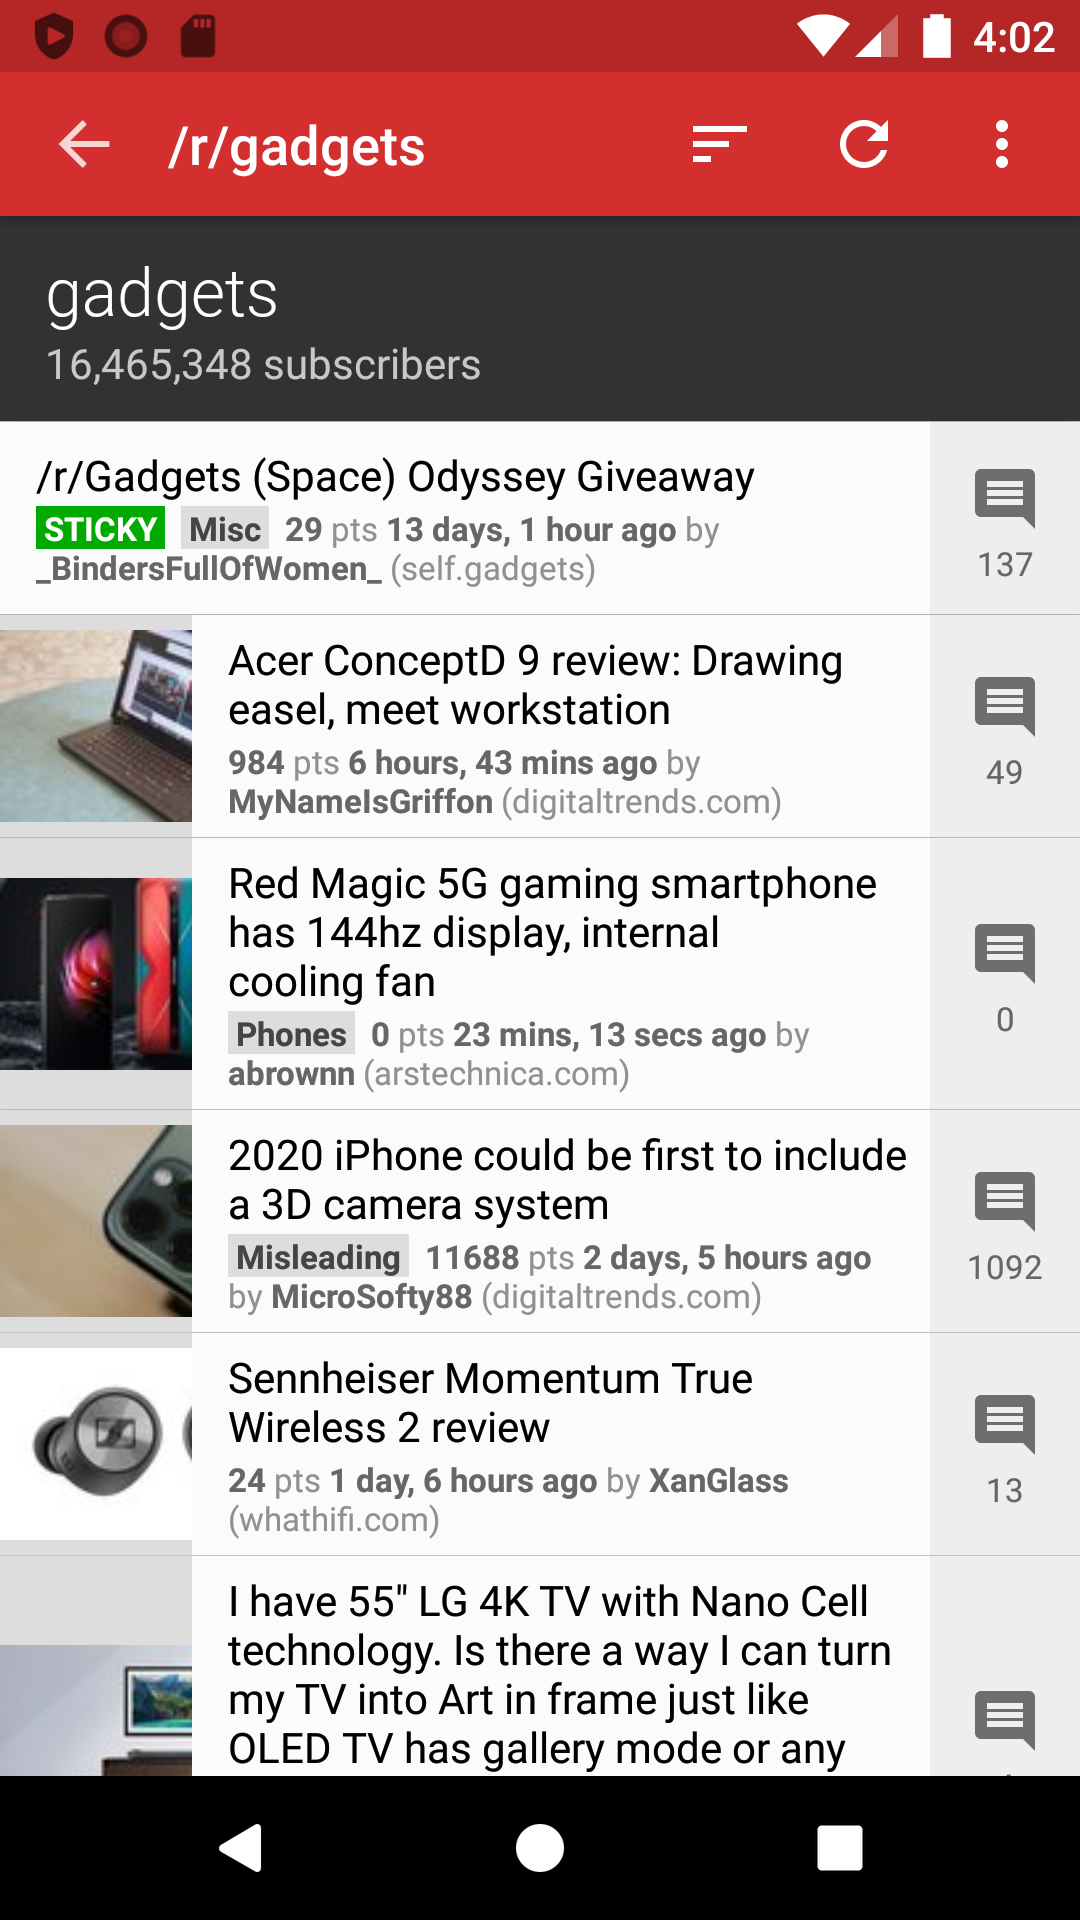 4:02
/r/gadgets
gadgets
16,465,348 subscribers
/r/Gadgets (Space) Odyssey Giveaway
STICKY Misc 29 pts 13 days, 1 hour ago by
_BindersFullOfWomen_ (self.gadgets)
137
Acer ConceptD 9 review: Drawing
easel, meet workstation
984 pts 6 hours, 43 mins ago by
MyNameIsGriffon (digitaltrends.com)
49
Red Magic 5G gaming smartphone
has 144hz display, internal
cooling fan
Phones 0 pts 23 mins, 13 secs ago by
abrownn (arstechnica.com)
0
2020 iPhone could be first to include
a 3D camera system
Misleading 11688 pts 2 days, 5 hours ago
by MicroSofty88 (digitaltrends.com)
1092
Sennheiser Momentum True
Wireless 2 review
24 pts 1 day, 6 hours ago by XanGlass
(whathifi.com)
13
I have 55" LG 4K TV with Nano Cell
technology. Is there a way I can turn
my TV into Art in frame just like
OLED TV has gallery mode or any